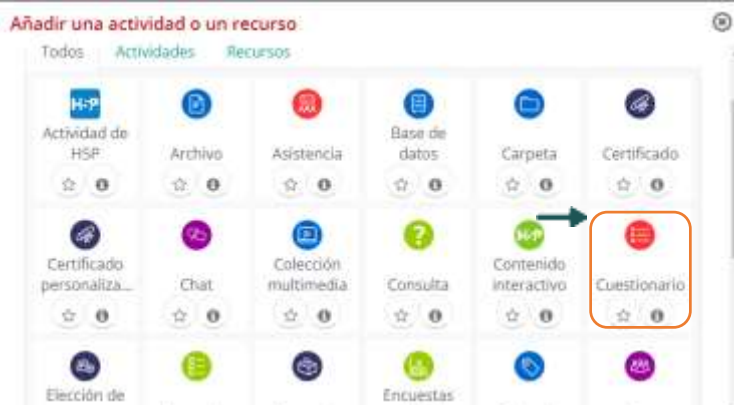 Añadir una actividad o un recurso
Todos Actividades Recursos
H-P
Actividad de
H5P
Archivo
Asistencia
Base de
datos
Carpeta
Certificado
Certificado
personaliza...
Chat
Colección
multimedia
?
Consulta
H-P
Contenido
interactivo
Cuestionario
Elección de
Encuestas